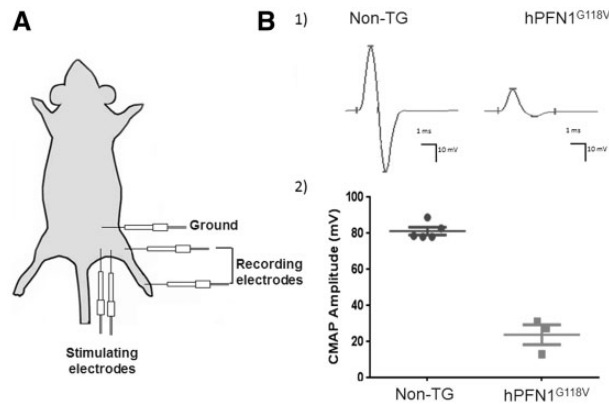 A
Ground
Recording
electrodes
Stimulating
electrodes
B
1)
Non-TG
hPFN1G118V
1 ms
10 mV
1 ms
10 mV
2)
CMAP Amplitude (mV)
100
80
60
40
20
0
Non-TG
hPFN1G118V